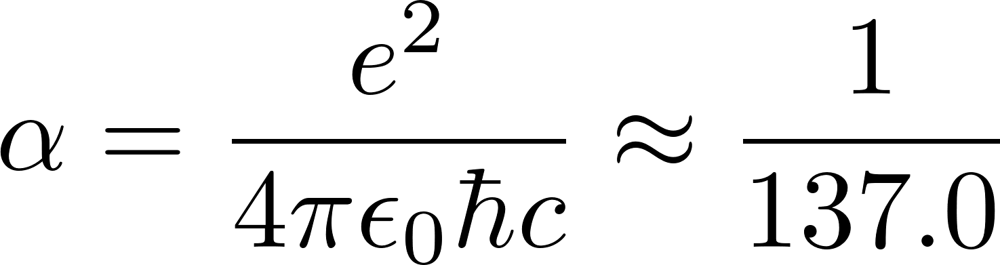 α = e² / 4πϵ₀ℏc ≈ 1 / 137.0